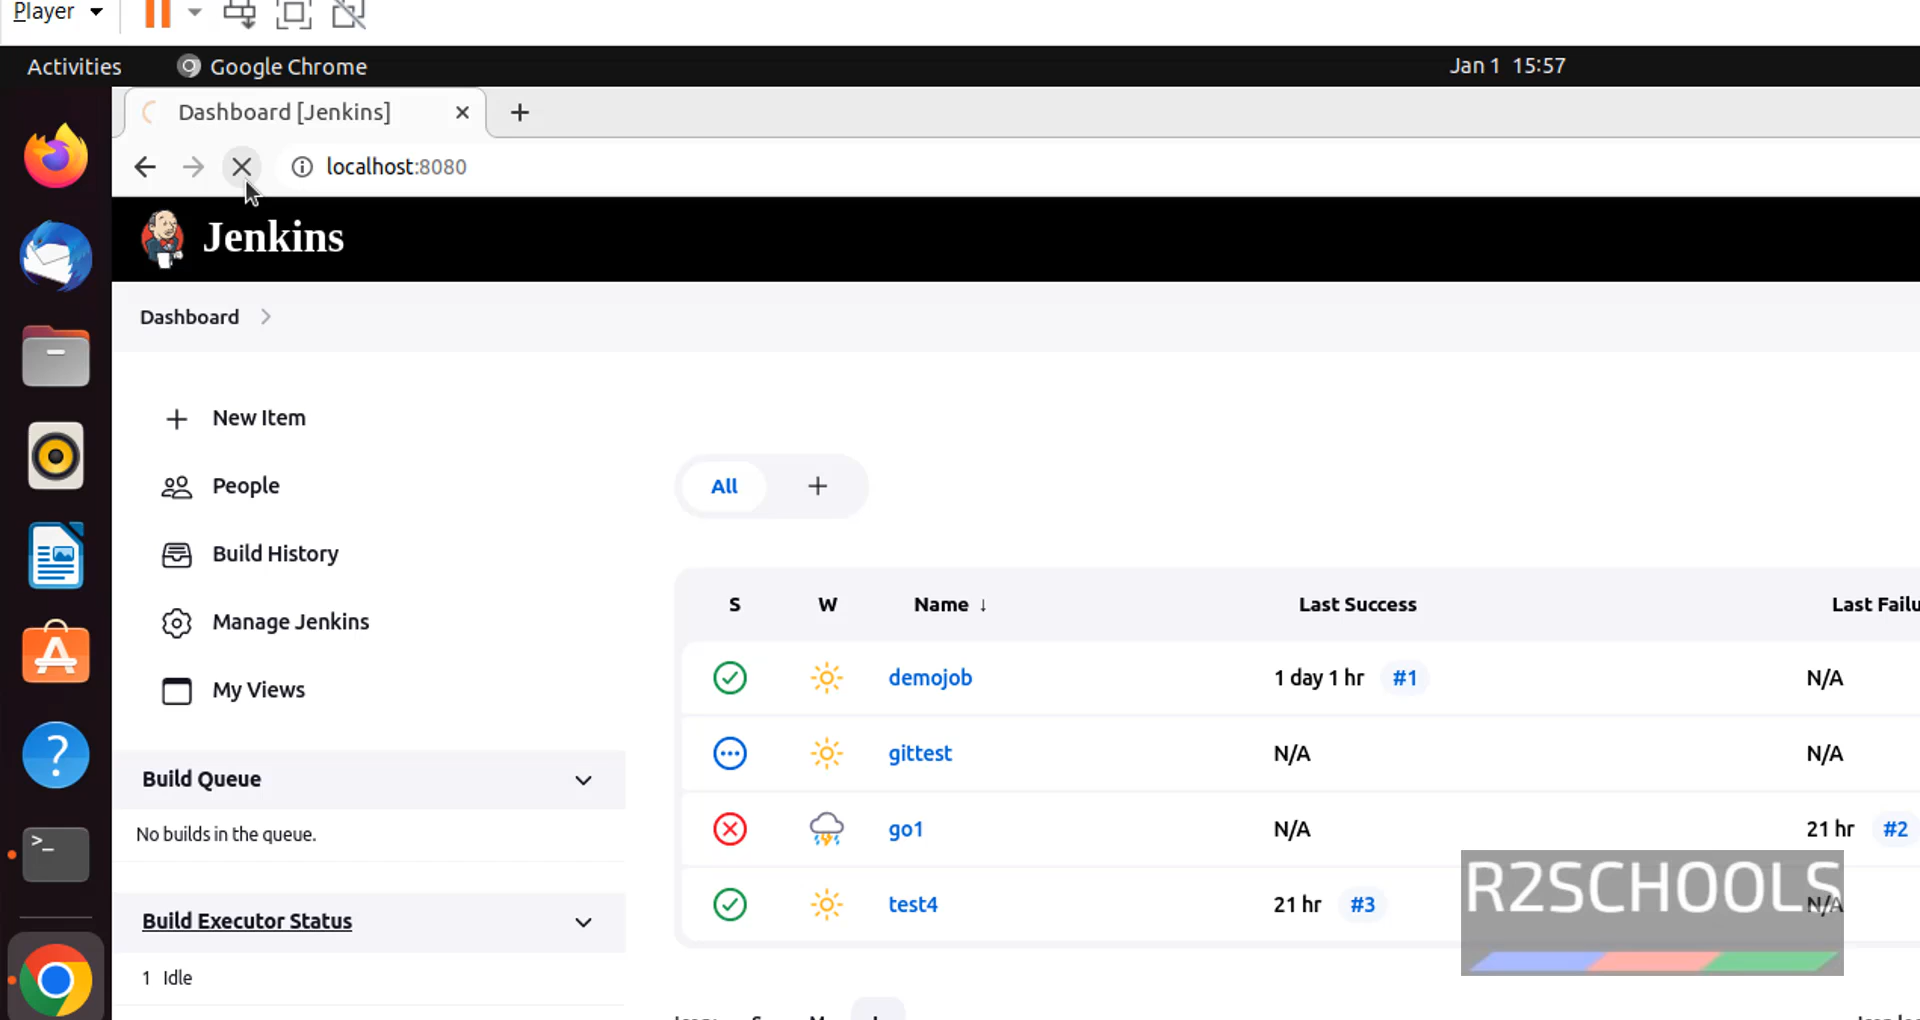 Player
Activities Google Chrome Jan 1 15:57
Dashboard [Jenkins]
localhost:8080
Jenkins
Dashboard
New Item
People
Build History
Manage Jenkins
My Views
Build Queue
No builds in the queue.
Build Executor Status
1 Idle
All +
S W Name ↓ Last Success Last Failu
demojob 1 day 1 hr #1 N/A
gittest N/A N/A
go1 N/A 21 hr #2
test4 21 hr #3 N/A
R2SCHOOLS